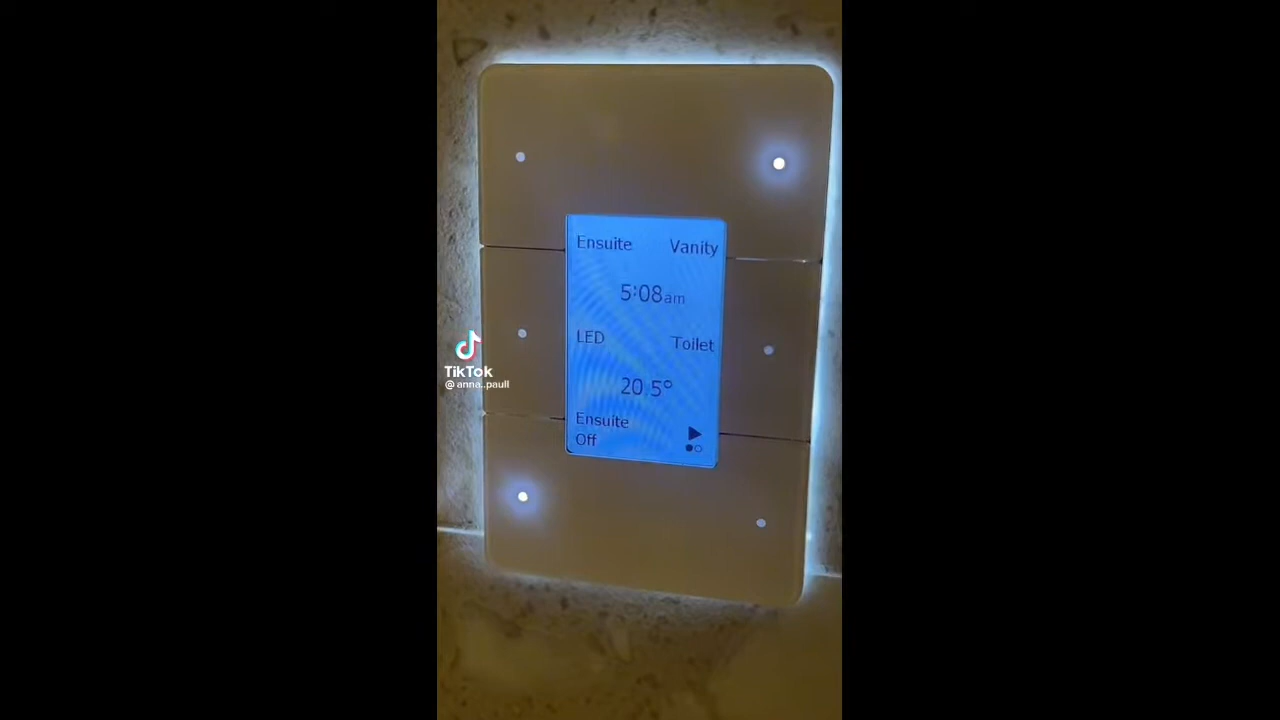 Ensuite Vanity
5:08am
LED Toilet
20.5°
Ensuite
Off
TikTok
@anna..paull